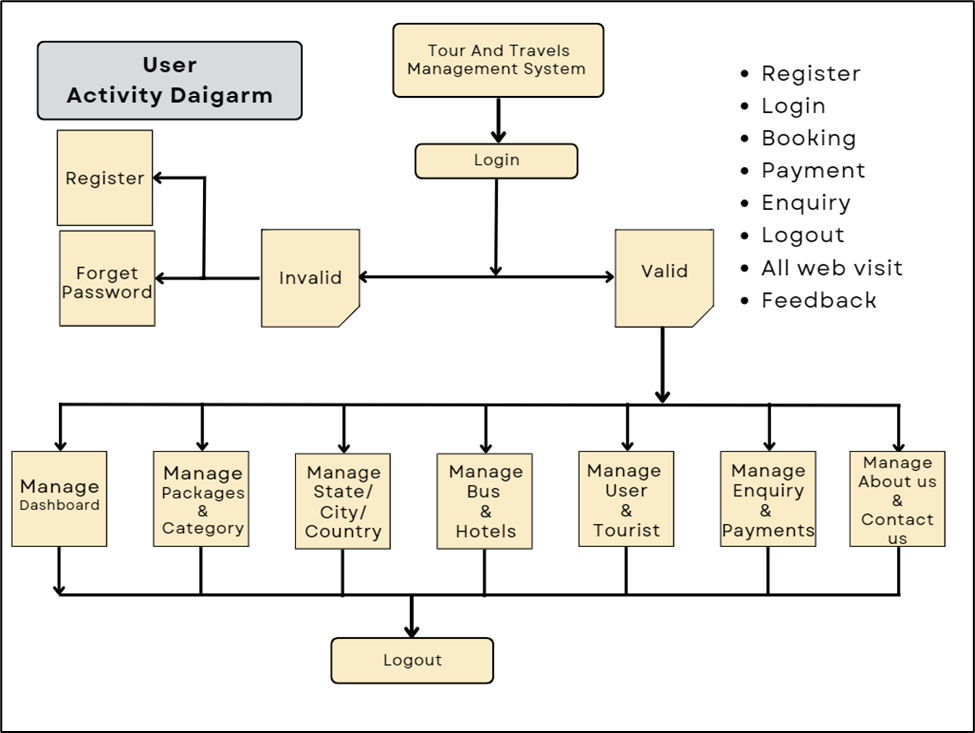 User
Activity Daigarm
Tour And Travels
Management System
Login
Register
Forget
Password
Invalid
Valid
• Register
• Login
• Booking
• Payment
• Enquiry
• Logout
• All web visit
• Feedback
Manage
Dashboard
Manage
Packages
&
Category
Manage
State/
City/
Country
Manage
Bus
&
Hotels
Manage
User
&
Tourist
Manage
Enquiry
&
Payments
Manage
About us
&
Contact
us
Logout